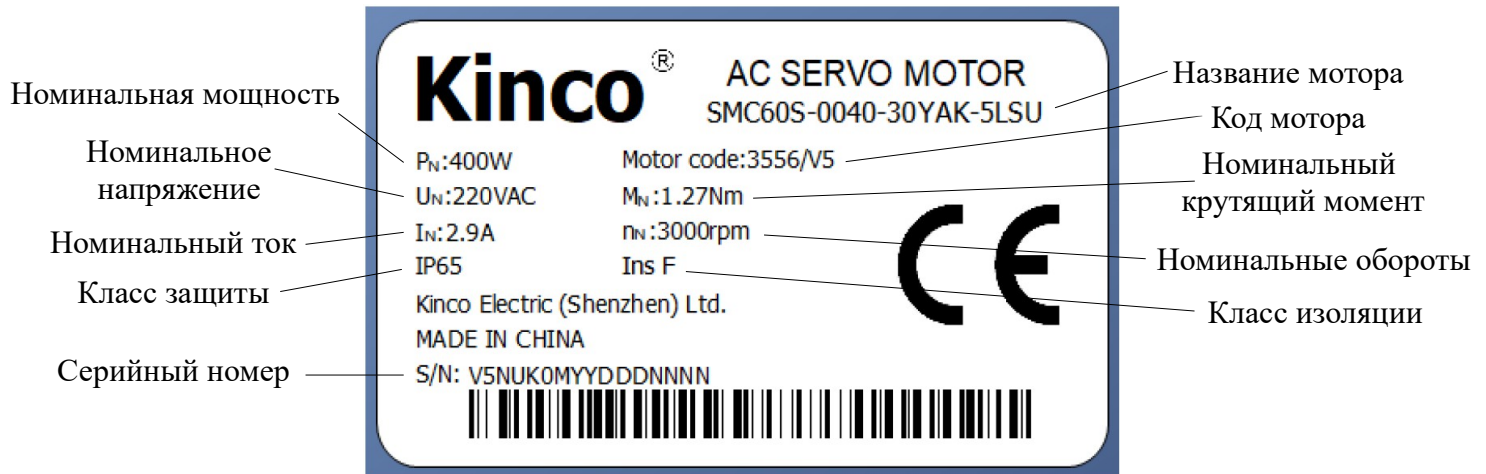 Kinco®
AC SERVO MOTOR
SMC60S-0040-30YAK-5LSU
Название мотора
Номинальная мощность
Код мотора
Номинальное
напряжение
PN:400W
Motor code:3556/V5
Номинальный
крутящий момент
UN:220VAC
MN:1.27Nm
Номинальный ток
IN:2.9A
nN:3000rpm
Номинальные обороты
Класс защиты
IP65
Ins F
CE
Класс изоляции
Kinco Electric (Shenzhen) Ltd.
MADE IN CHINA
Серийный номер
S/N: V5NUK0MYYDDDNNNN